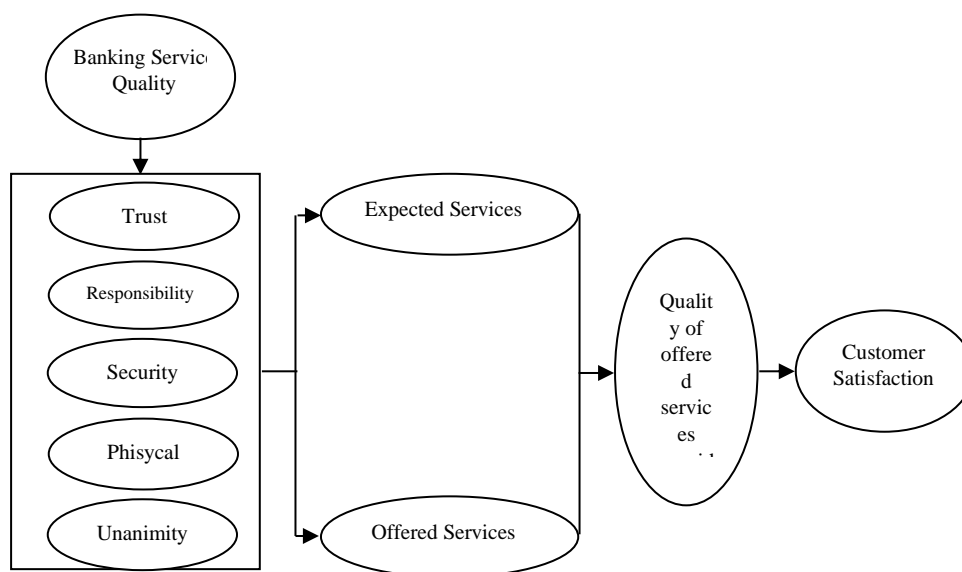 Banking Servic
Quality
Trust
Responsibility
Security
Phisycal
Unanimity
Expected Services
Offered Services
Qualit
y of
offere
d
servic
es
Customer
Satisfaction